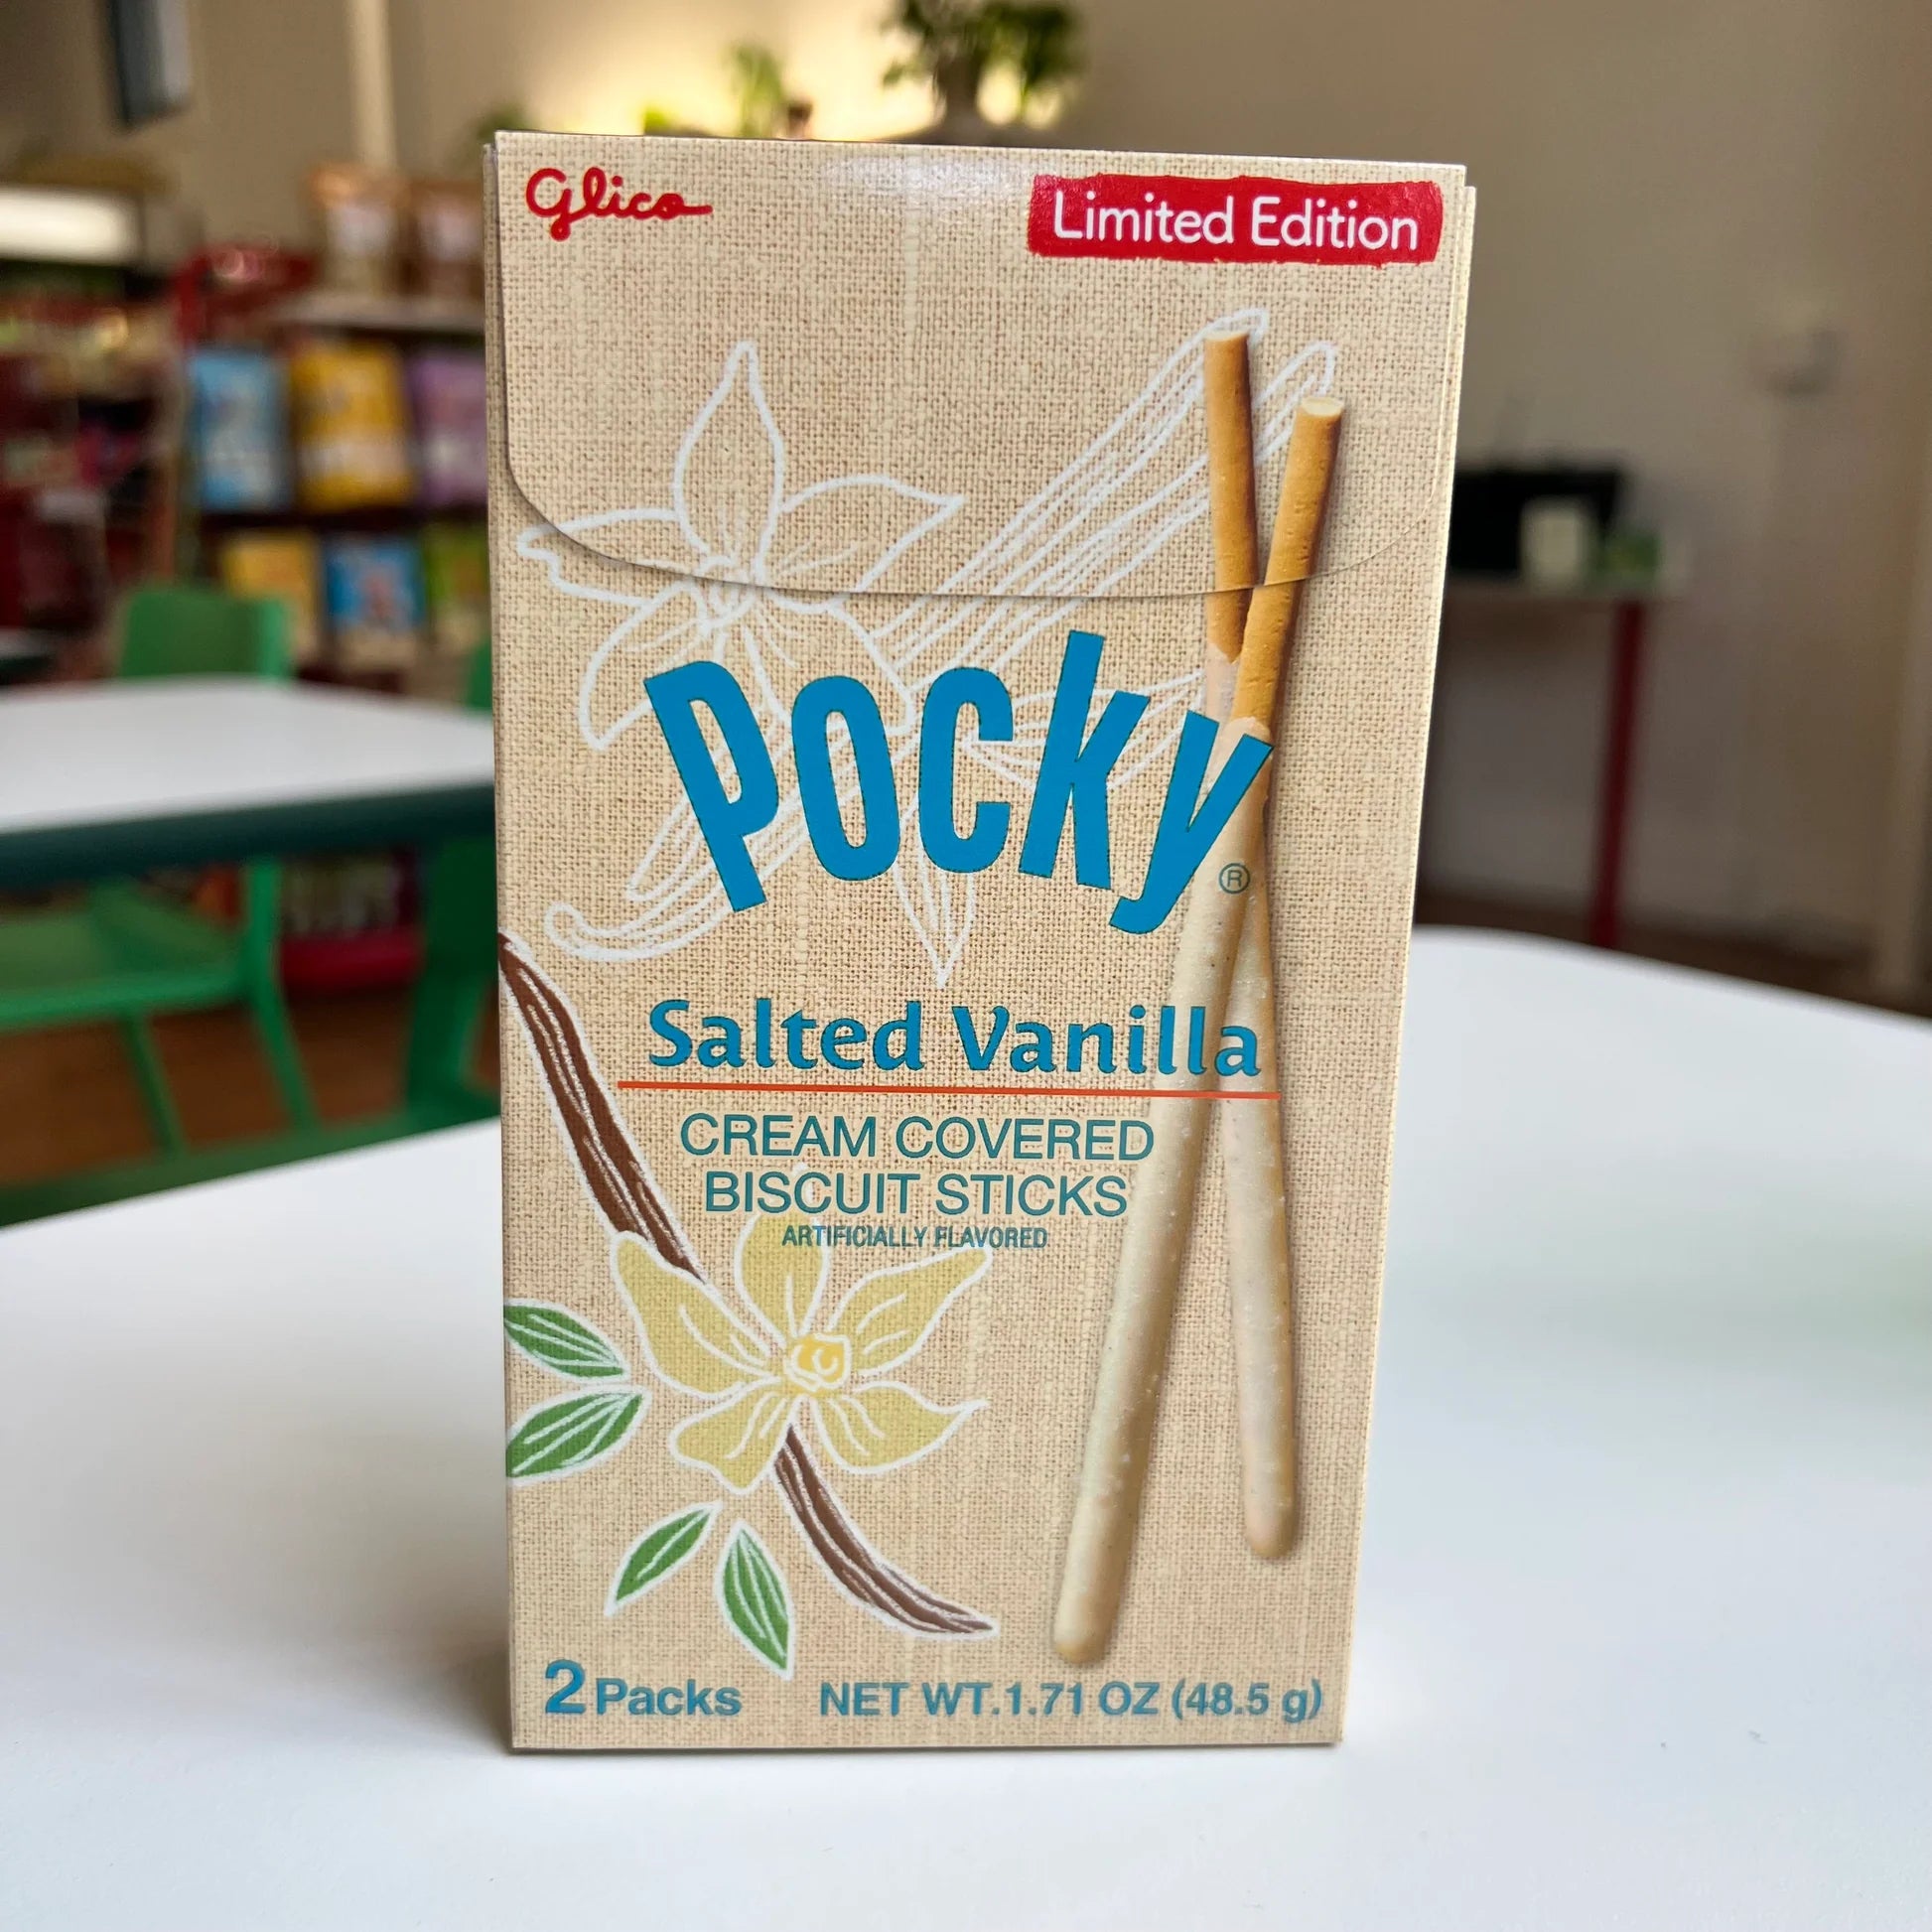 Glico
Limited Edition
Pocky®
Salted Vanilla
CREAM COVERED
BISCUIT STICKS
ARTIFICIALLY FLAVORED
2 Packs
NET WT.1.71 OZ (48.5 g)